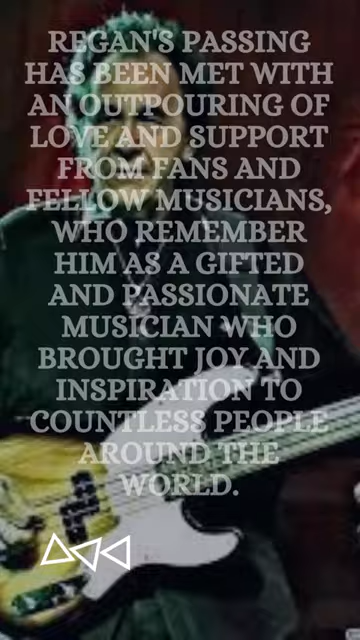 REGAN'S PASSING
HAS BEEN MET WITH
AN OUTPOURING OF
LOVE AND SUPPORT
FROM FANS AND
FELLOW MUSICIANS,
WHO REMEMBER
HIM AS A GIFTED
AND PASSIONATE
MUSICIAN WHO
BROUGHT JOY AND
INSPIRATION TO
COUNTLESS PEOPLE
AROUND THE
WORLD.